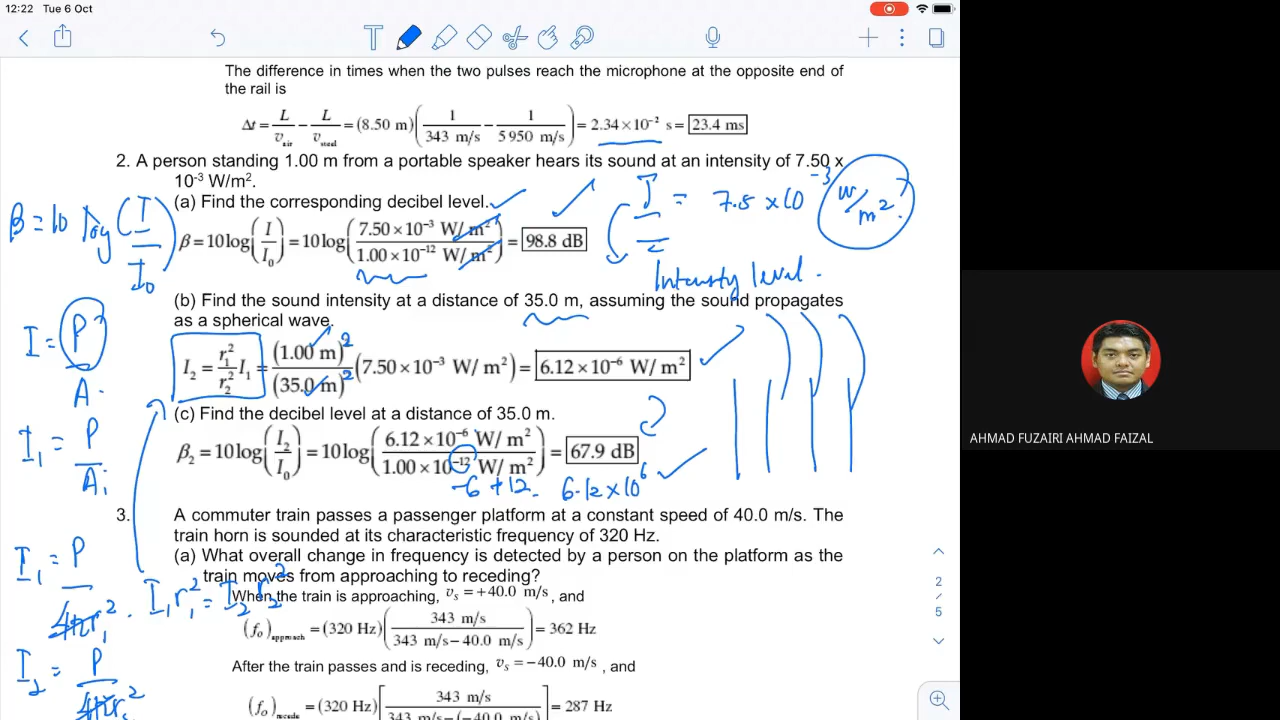 12:22 Tue 6 Oct
The difference in times when the two pulses reach the microphone at the opposite end of
the rail is
Δt = L/v_air − L/v_steel = (8.50 m)(1/343 m/s − 1/5 950 m/s) = 2.34×10⁻² s = 23.4 ms
2. A person standing 1.00 m from a portable speaker hears its sound at an intensity of 7.50 x
10⁻³ W/m².
I = 7.5 × 10⁻³ W/m²
(a) Find the corresponding decibel level.
β = 10 log (I/I₀)
β = 10log(I/I₀) = 10log(7.50×10⁻³ W/m² / 1.00×10⁻¹² W/m²) = 98.8 dB
Intensity level.
(b) Find the sound intensity at a distance of 35.0 m, assuming the sound propagates
as a spherical wave.
I = P/A
I₂ = r₁²/r₂² I₁ = (1.00 m)²/(35.0 m)² (7.50×10⁻³ W/ m²) = 6.12×10⁻⁶ W/ m²
(c) Find the decibel level at a distance of 35.0 m.
I₁ = P/A₁
β₂ = 10log(I₂/I₀) = 10log(6.12×10⁻⁶ W/ m² / 1.00×10⁻¹² W/ m²) = 67.9 dB
-6 +12 6.12 × 10⁶
AHMAD FUZAIRI AHMAD FAIZAL
3. A commuter train passes a passenger platform at a constant speed of 40.0 m/s. The
train horn is sounded at its characteristic frequency of 320 Hz.
(a) What overall change in frequency is detected by a person on the platform as the
train moves from approaching to receding?
I₁ = P/4πr₁² . I₁r₁² = I₂r₂²
When the train is approaching, v_s = +40.0 m/s , and
(f_o)_approach = (320 Hz)(343 m/s / 343 m/s − 40.0 m/s) = 362 Hz
After the train passes and is receding, v_s = −40.0 m/s , and
I₂ = P/4πr₂²
(f_o)_recede = (320 Hz)[343 m/s / 343 m/s − (−40.0 m/s)] = 287 Hz
2
/
5